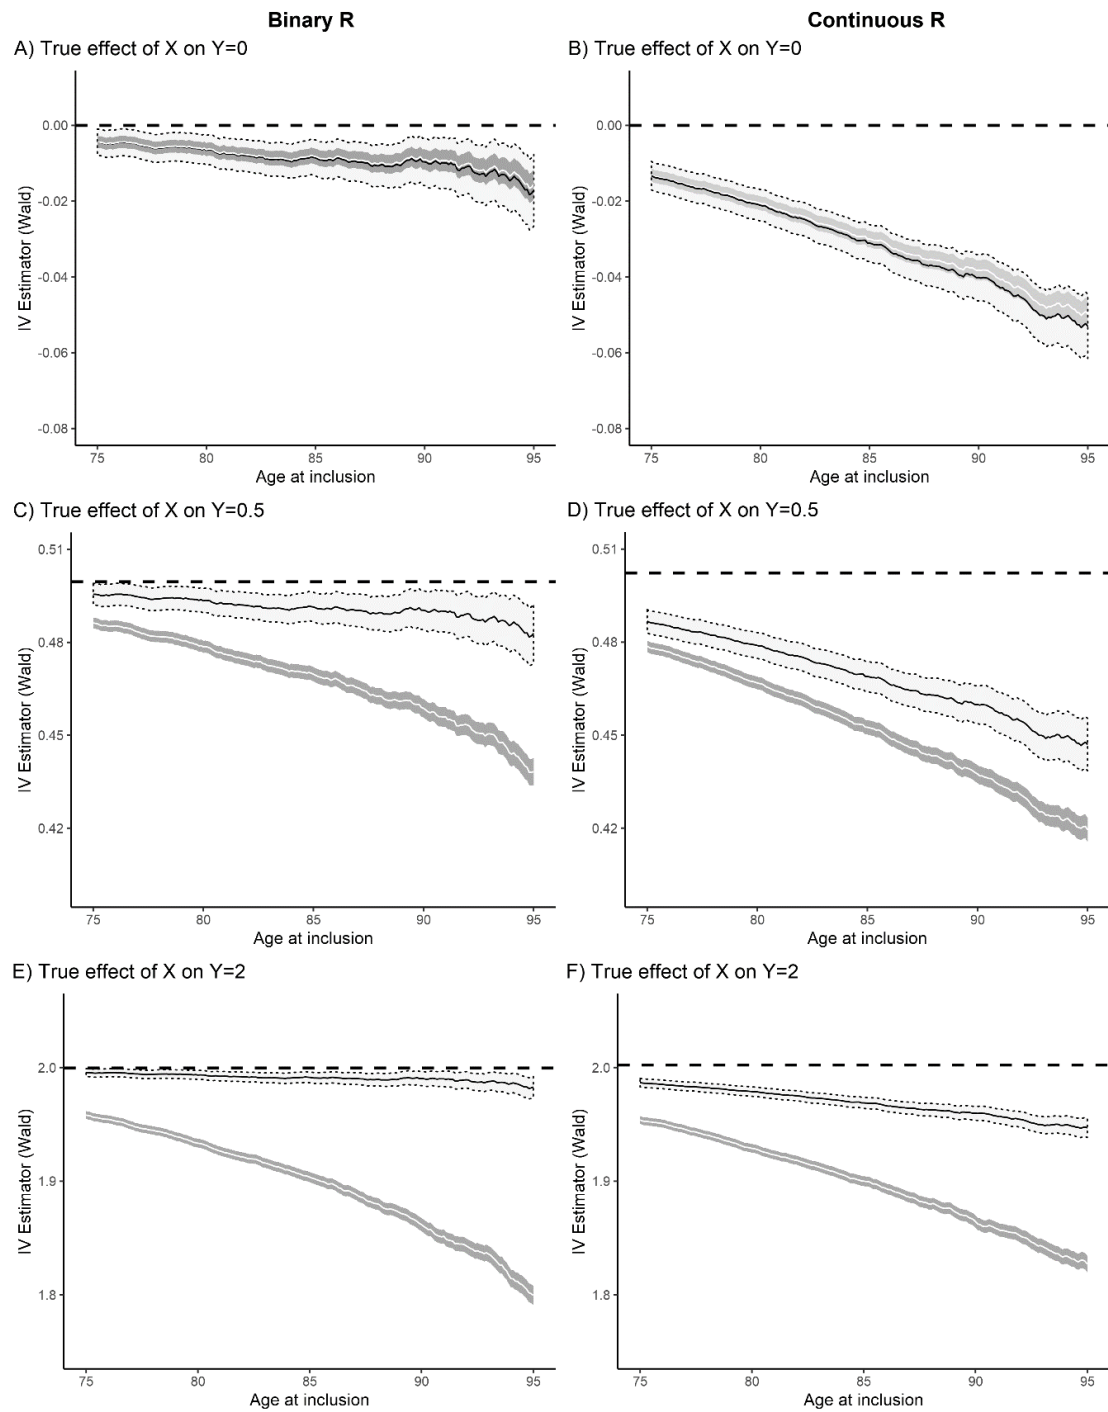 Binary R
Continuous R
A) True effect of X on Y=0
B) True effect of X on Y=0
0.00
-0.02
-0.04
-0.06
-0.08
IV Estimator (Wald)
75 80 85 90 95
Age at inclusion
0.00
-0.02
-0.04
-0.06
-0.08
IV Estimator (Wald)
75 80 85 90 95
Age at inclusion
C) True effect of X on Y=0.5
D) True effect of X on Y=0.5
0.51
0.48
0.45
0.42
IV Estimator (Wald)
75 80 85 90 95
Age at inclusion
0.51
0.48
0.45
0.42
IV Estimator (Wald)
75 80 85 90 95
Age at inclusion
E) True effect of X on Y=2
F) True effect of X on Y=2
2.0
1.9
1.8
IV Estimator (Wald)
75 80 85 90 95
Age at inclusion
2.0
1.9
1.8
IV Estimator (Wald)
75 80 85 90 95
Age at inclusion